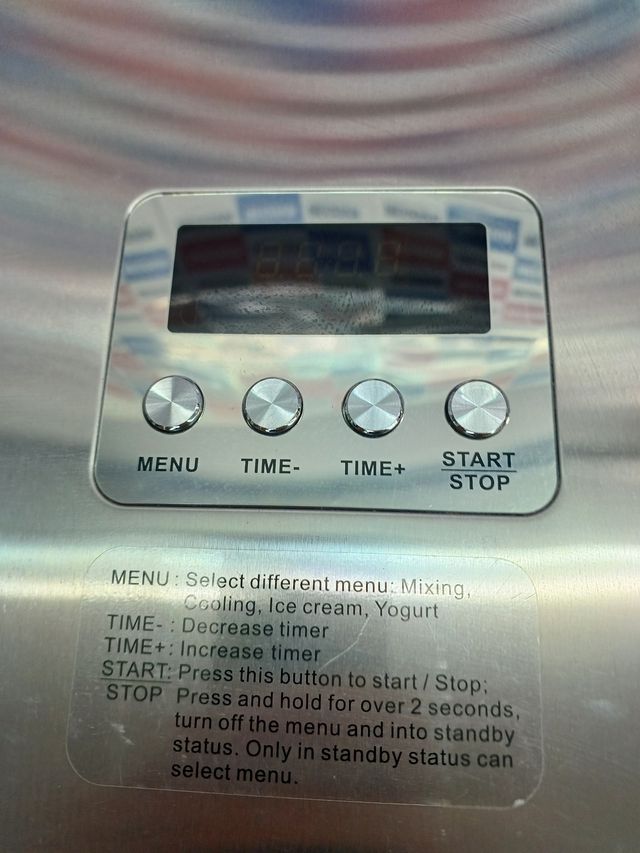 MENU TIME- TIME+ START
STOP
MENU : Select different menu: Mixing,
Cooling, Ice cream, Yogurt
TIME- : Decrease timer
TIME+: Increase timer
START: Press this button to start / Stop;
STOP Press and hold for over 2 seconds,
turn off the menu and into standby
status. Only in standby status can
select menu.